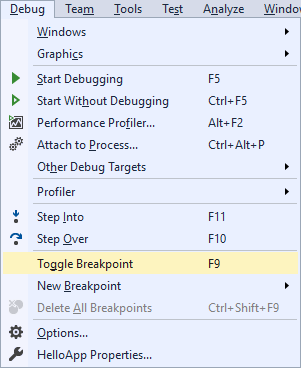 Debug Team Tools Test Analyze Window
Windows
Graphics
Start Debugging F5
Start Without Debugging Ctrl+F5
Performance Profiler... Alt+F2
Attach to Process... Ctrl+Alt+P
Other Debug Targets
Profiler
Step Into F11
Step Over F10
Toggle Breakpoint F9
New Breakpoint
Delete All Breakpoints Ctrl+Shift+F9
Options...
HelloApp Properties...